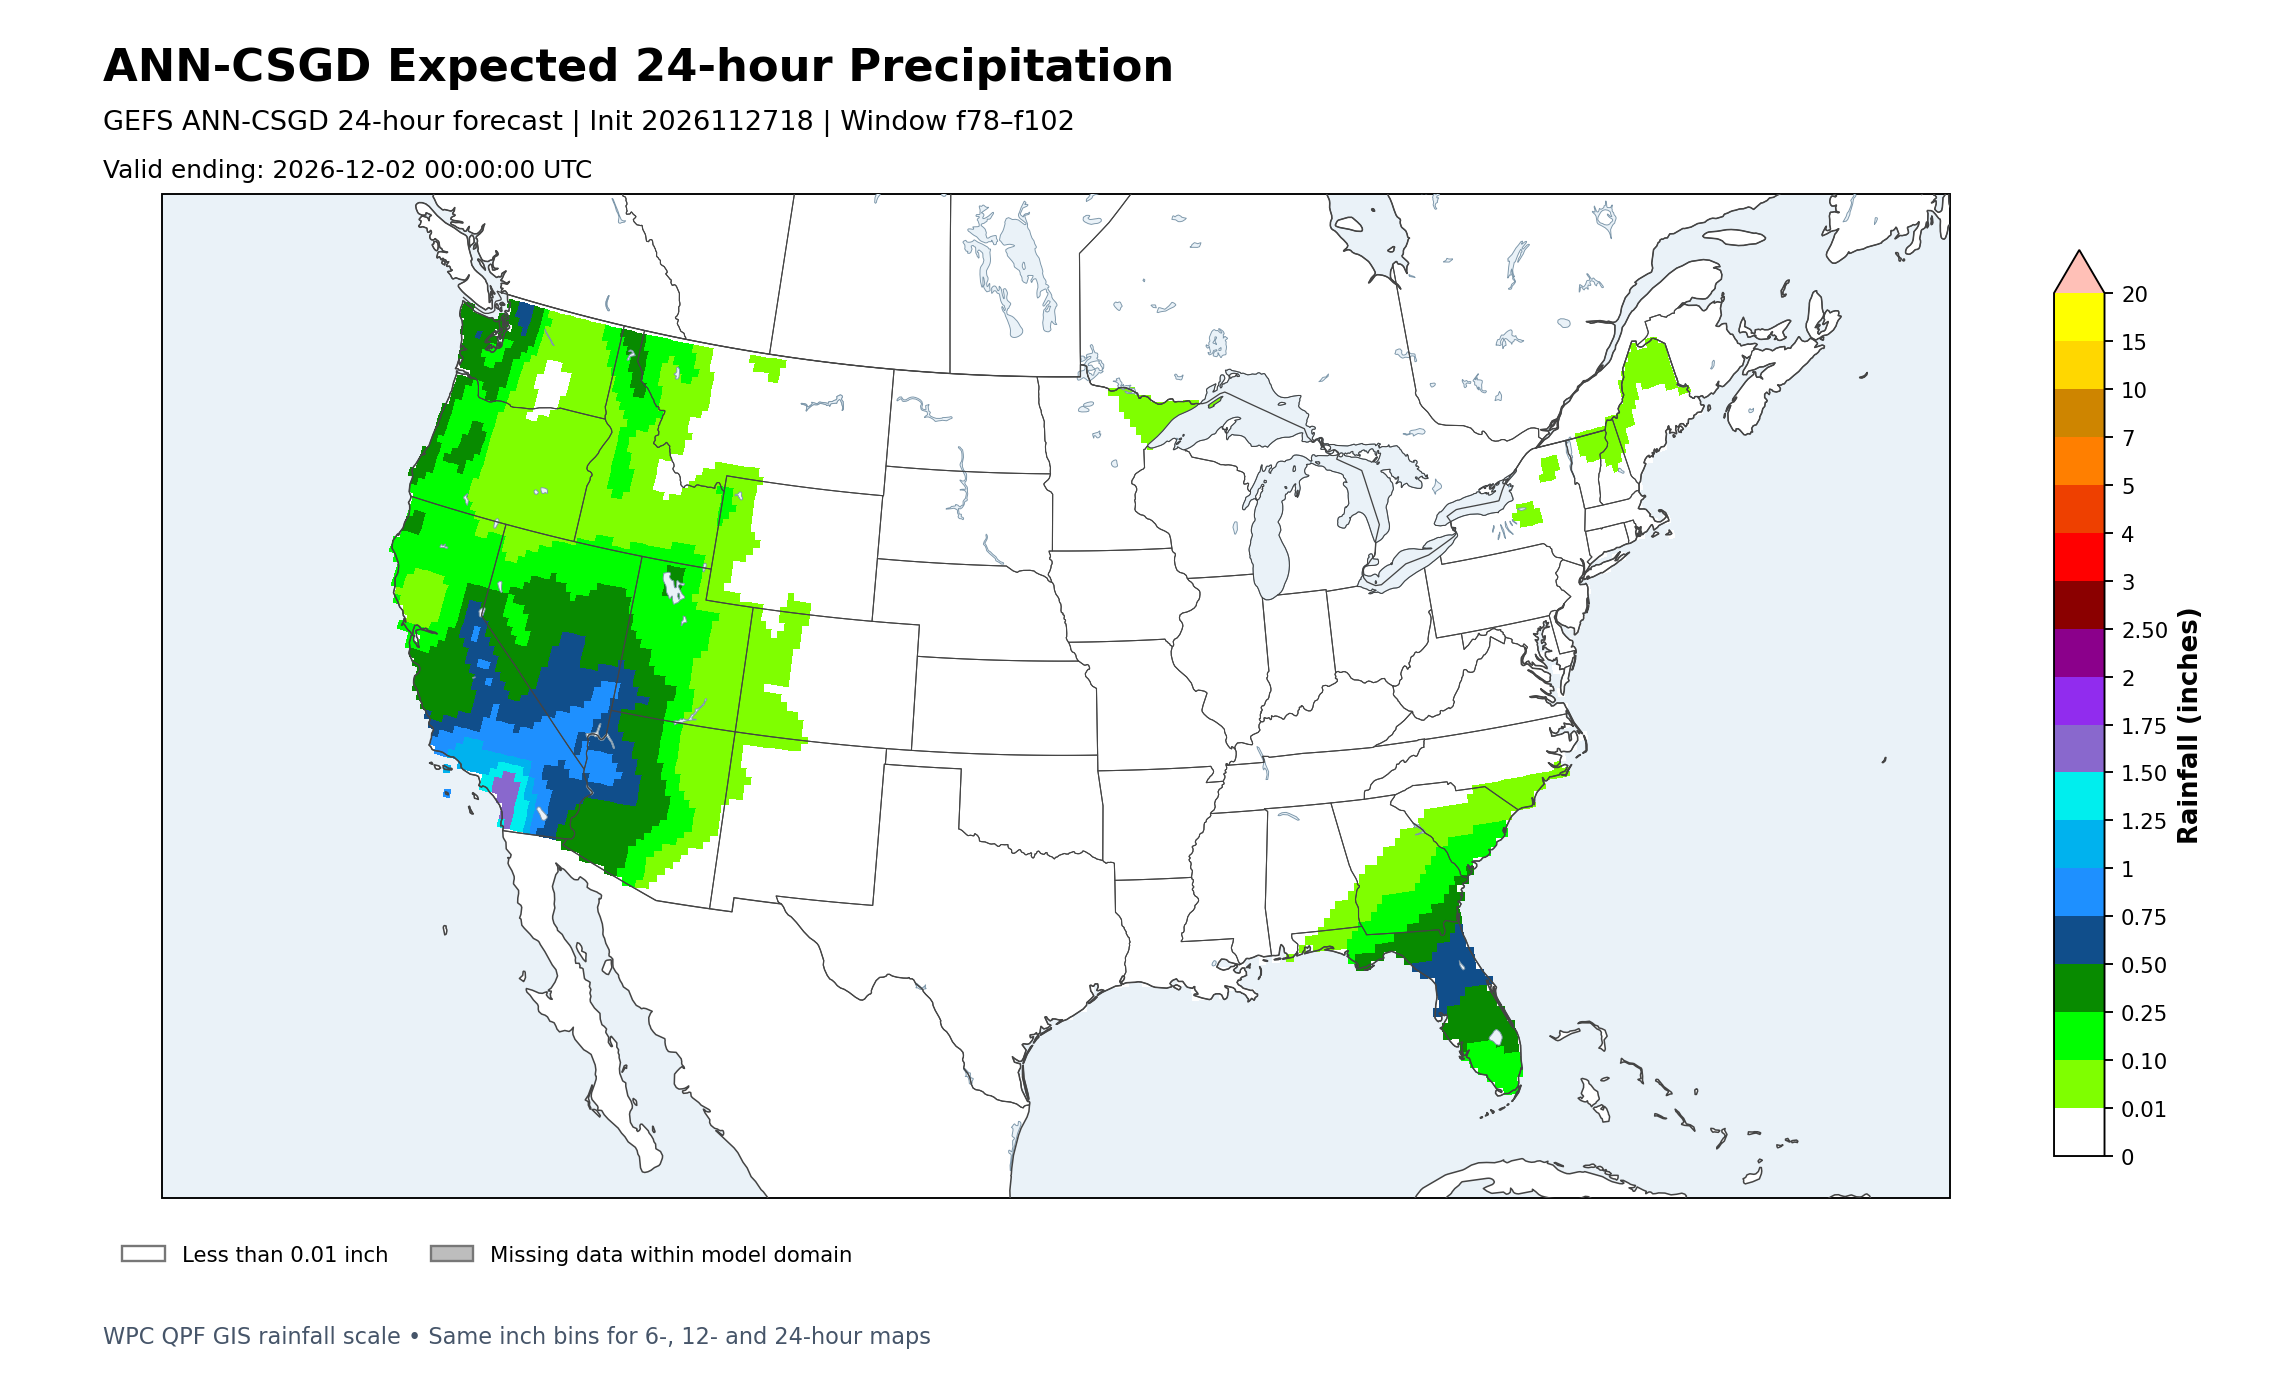 ANN-CSGD Expected 24-hour Precipitation
GEFS ANN-CSGD 24-hour forecast | Init 2026112718 | Window f78–f102
Valid ending: 2026-12-02 00:00:00 UTC
20
15
10
7
5
4
3
2.50
2
1.75
1.50
1.25
1
0.75
0.50
0.25
0.10
0.01
0
Rainfall (inches)
Less than 0.01 inch
Missing data within model domain
WPC QPF GIS rainfall scale • Same inch bins for 6-, 12- and 24-hour maps